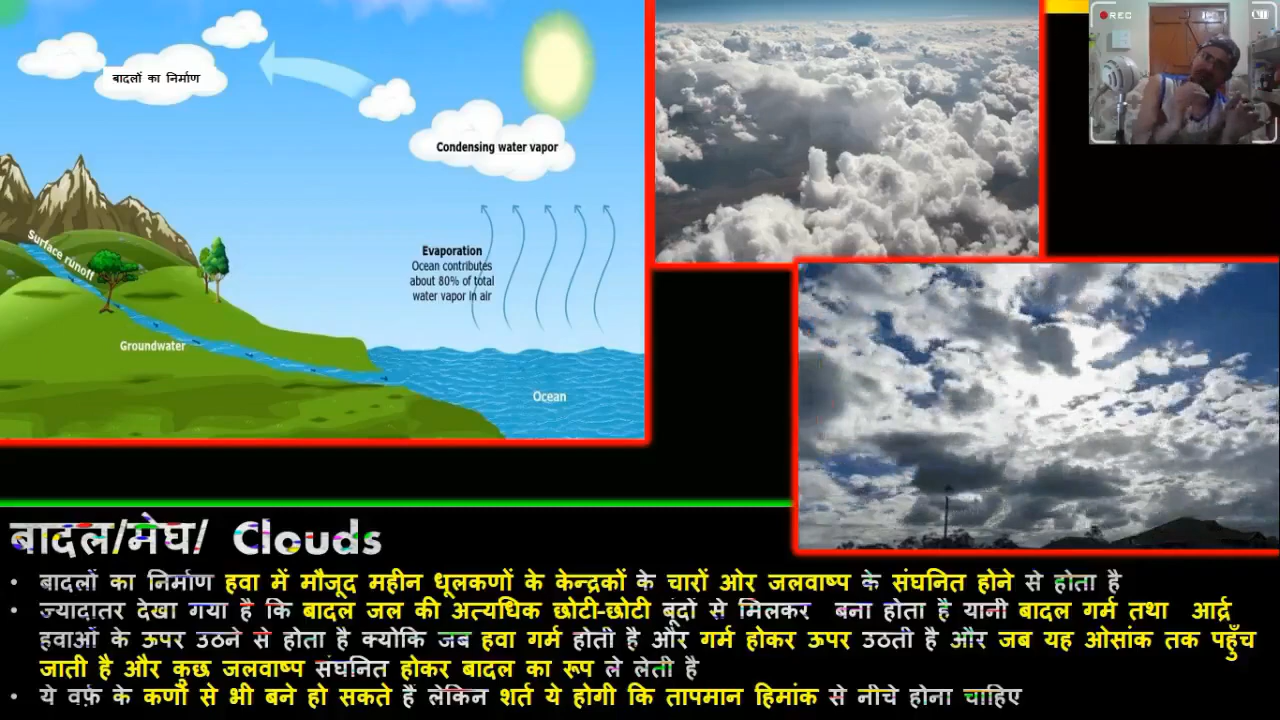 REC
बादलों का निर्माण
Condensing water vapor
Surface runoff
Evaporation
Ocean contributes
about 80% of total
water vapor in air
Groundwater
Ocean
बादल/मेघ/ Clouds
• बादलों का निर्माण हवा में मौजूद महीन धूलकणों के केन्द्रकों के चारों ओर जलवाष्प के संघनित होने से होता है
• ज्यादातर देखा गया है कि बादल जल की अत्यधिक छोटी-छोटी बूंदों से मिलकर बना होता है यानी बादल गर्म तथा आर्द्र
हवाओं के ऊपर उठने से होता है क्योकि जब हवा गर्म होती है और गर्म होकर ऊपर उठती है और जब यह ओसांक तक पहुँच
जाती है और कुछ जलवाष्प संघनित होकर बादल का रूप ले लेती है
• ये वर्फ़ के कणों से भी बने हो सकते हैं लेकिन शर्त ये होगी कि तापमान हिमांक से नीचे होना चाहिए